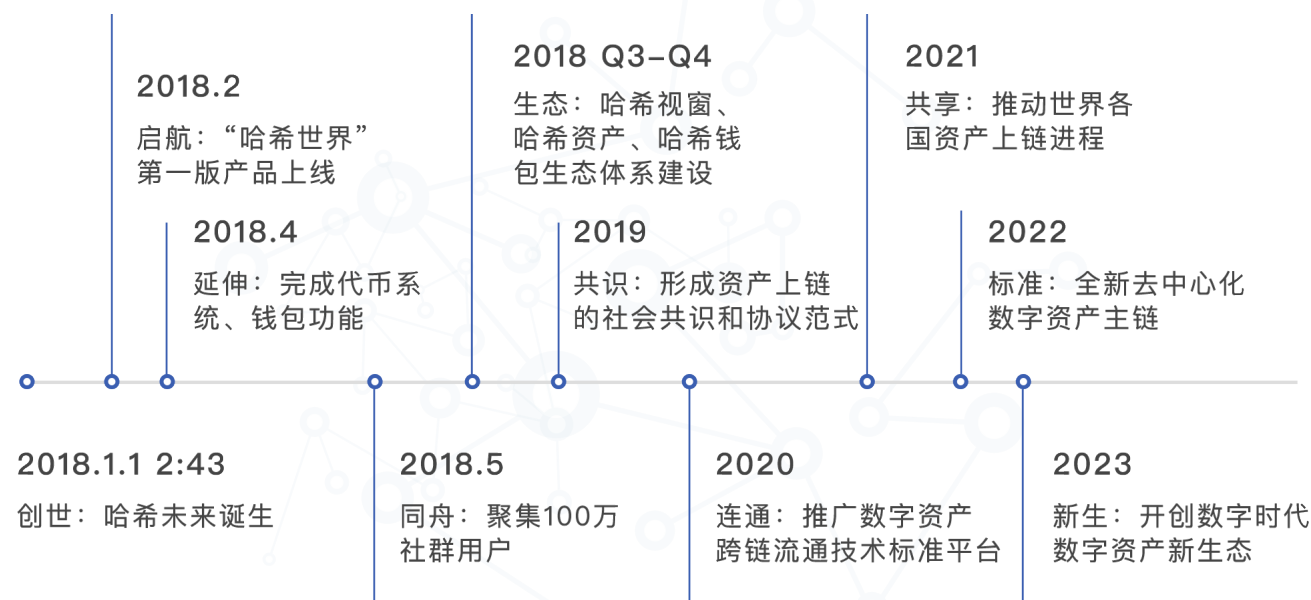 2018.2
启航：“哈希世界”
第一版产品上线
2018 Q3–Q4
生态：哈希视窗、
哈希资产、哈希钱
包生态体系建设
2021
共享：推动世界各
国资产上链进程
2018.4
延伸：完成代币系
统、钱包功能
2019
共识：形成资产上链
的社会共识和协议范式
2022
标准：全新去中心化
数字资产主链
2018.1.1 2:43
创世：哈希未来诞生
2018.5
同舟：聚集100万
社群用户
2020
连通：推广数字资产
跨链流通技术标准平台
2023
新生：开创数字时代
数字资产新生态